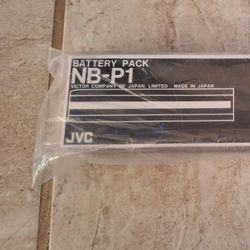 BATTERY PACK
NB-P1
VICTOR COMPANY OF JAPAN, LIMITED MADE IN JAPAN
JVC